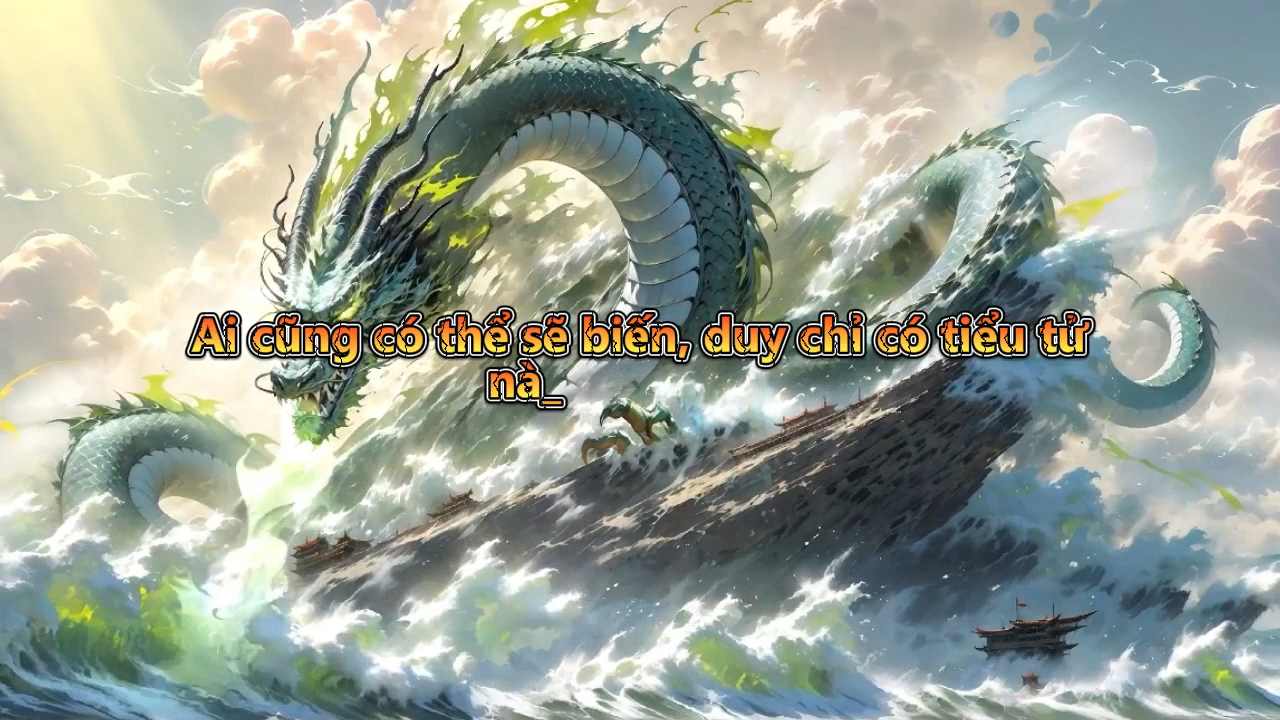 Ai cũng có thể sẽ biến, duy chỉ có tiểu tử
nà_